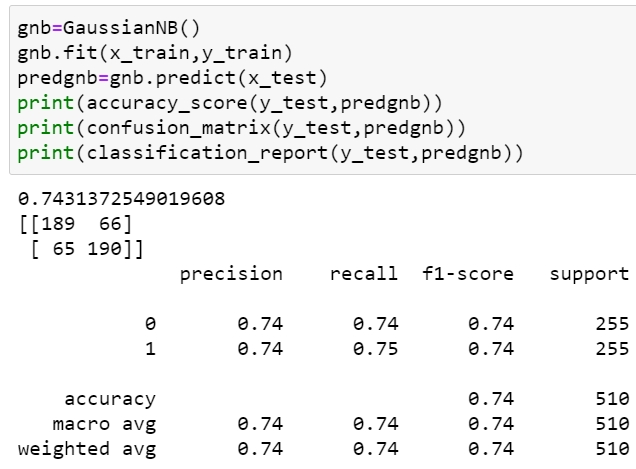 gnb=GaussianNB()
gnb.fit(x_train,y_train)
predgnb=gnb.predict(x_test)
print(accuracy_score(y_test,predgnb))
print(confusion_matrix(y_test,predgnb))
print(classification_report(y_test,predgnb))
0.7431372549019608
[[189  66]
 [ 65 190]]
              precision    recall  f1-score   support
           0       0.74      0.74      0.74       255
           1       0.74      0.75      0.74       255
    accuracy                           0.74       510
   macro avg       0.74      0.74      0.74       510
weighted avg       0.74      0.74      0.74       510